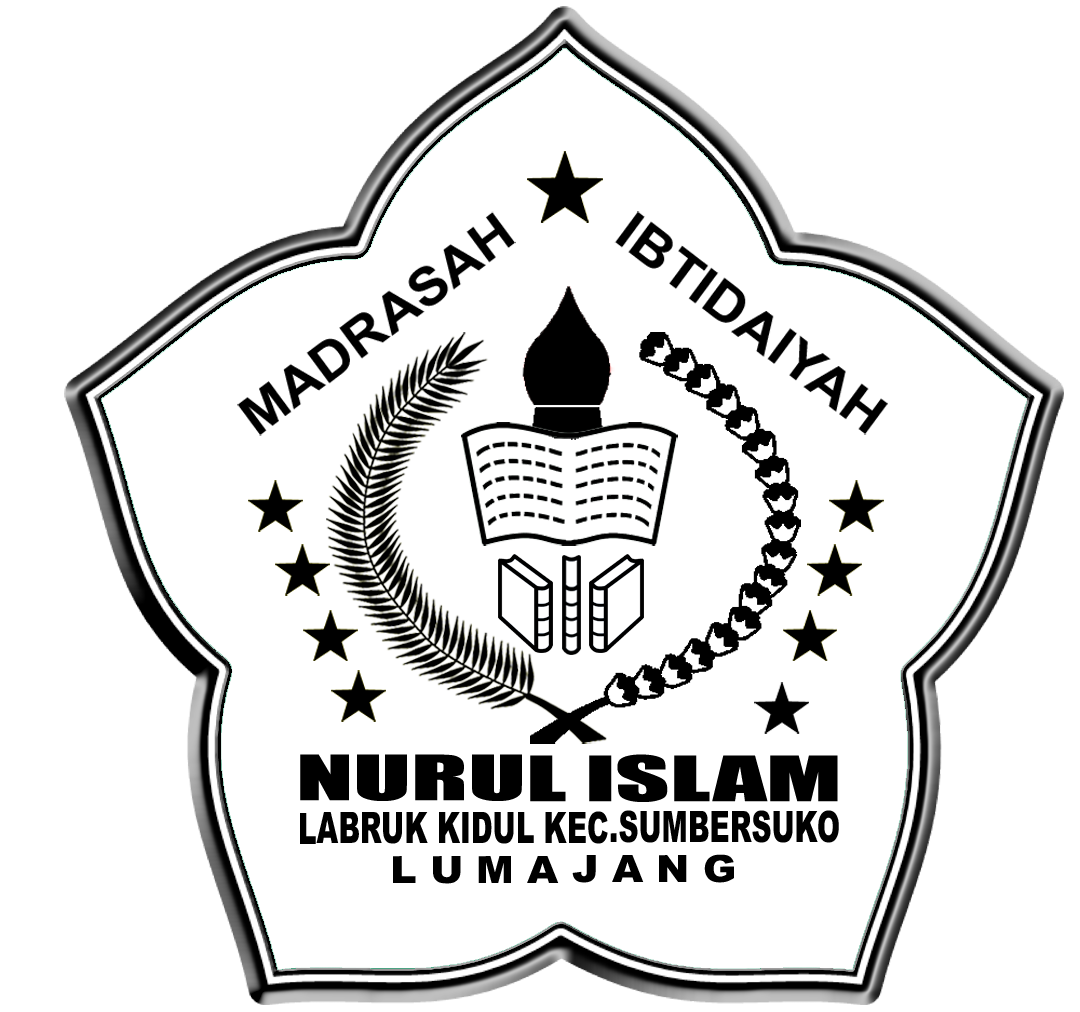 MADRASAH IBTIDAIYAH
NURUL ISLAM
LABRUK KIDUL KEC.SUMBERSUKO
LUMAJANG